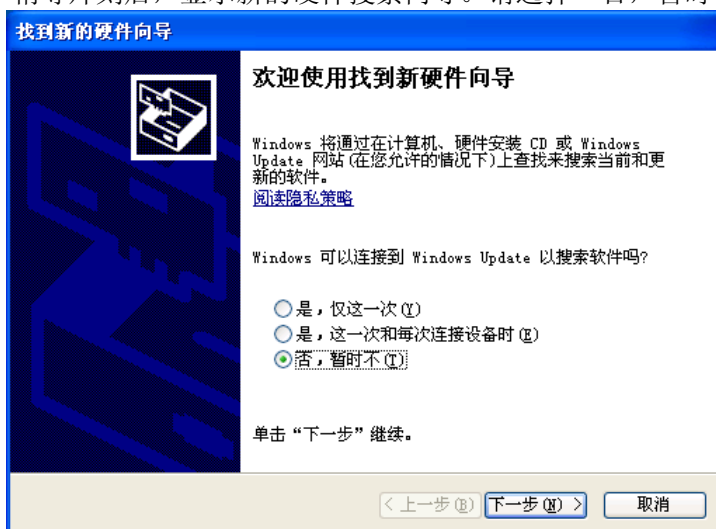 找到新的硬件向导
欢迎使用找到新硬件向导
Windows 将通过在计算机、硬件安装 CD 或 Windows
Update 网站(在您允许的情况下)上查找来搜索当前和更
新的软件。
阅读隐私策略
Windows 可以连接到 Windows Update 以搜索软件吗?
是，仅这一次(Y)
是，这一次和每次连接设备时(E)
否，暂时不(T)
单击“下一步”继续。
< 上一步(B) 下一步(N) > 取消